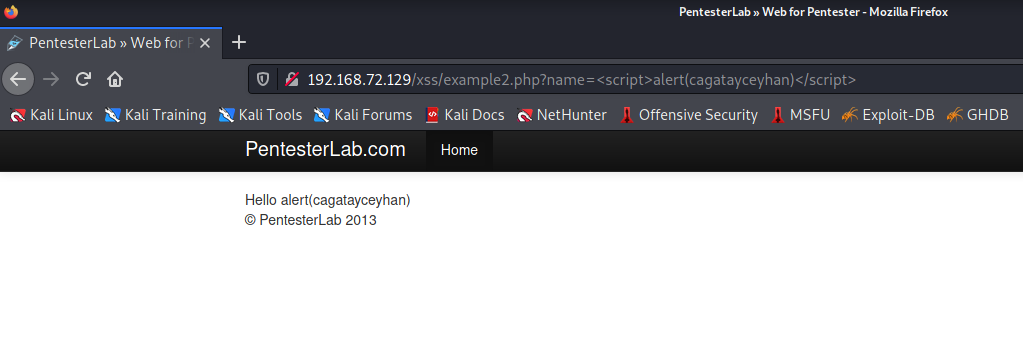 PentesterLab » Web for Pentester - Mozilla Firefox
PentesterLab » Web for P
192.168.72.129/xss/example2.php?name=<script>alert(cagatayceyhan)</script>
Kali Linux Kali Training Kali Tools Kali Forums Kali Docs NetHunter Offensive Security MSFU Exploit-DB GHDB
PentesterLab.com Home
Hello alert(cagatayceyhan)
© PentesterLab 2013